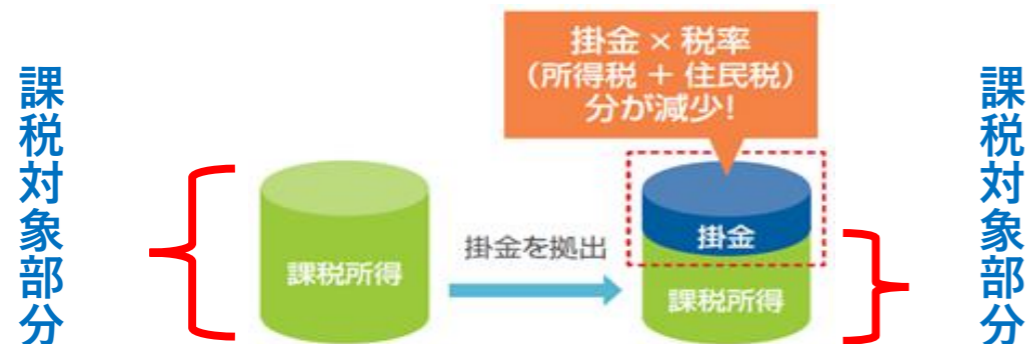 課税対象部分
課税所得
掛金を拠出
掛金 × 税率
（所得税 + 住民税）
分が減少!
掛金
課税所得
課税対象部分